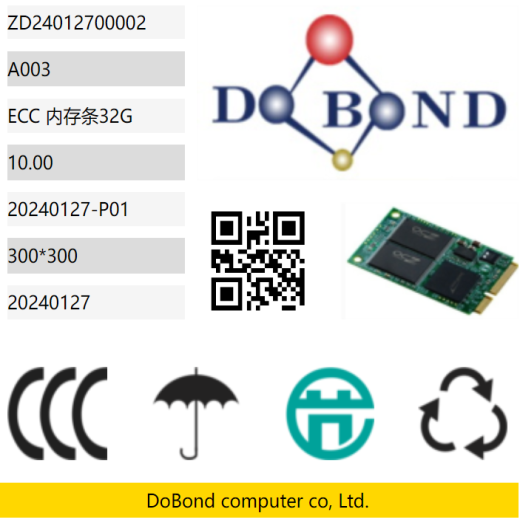 ZD24012700002
A003
ECC 内存条32G
10.00
20240127-P01
300*300
20240127
DOBOND
DoBond computer co, Ltd.